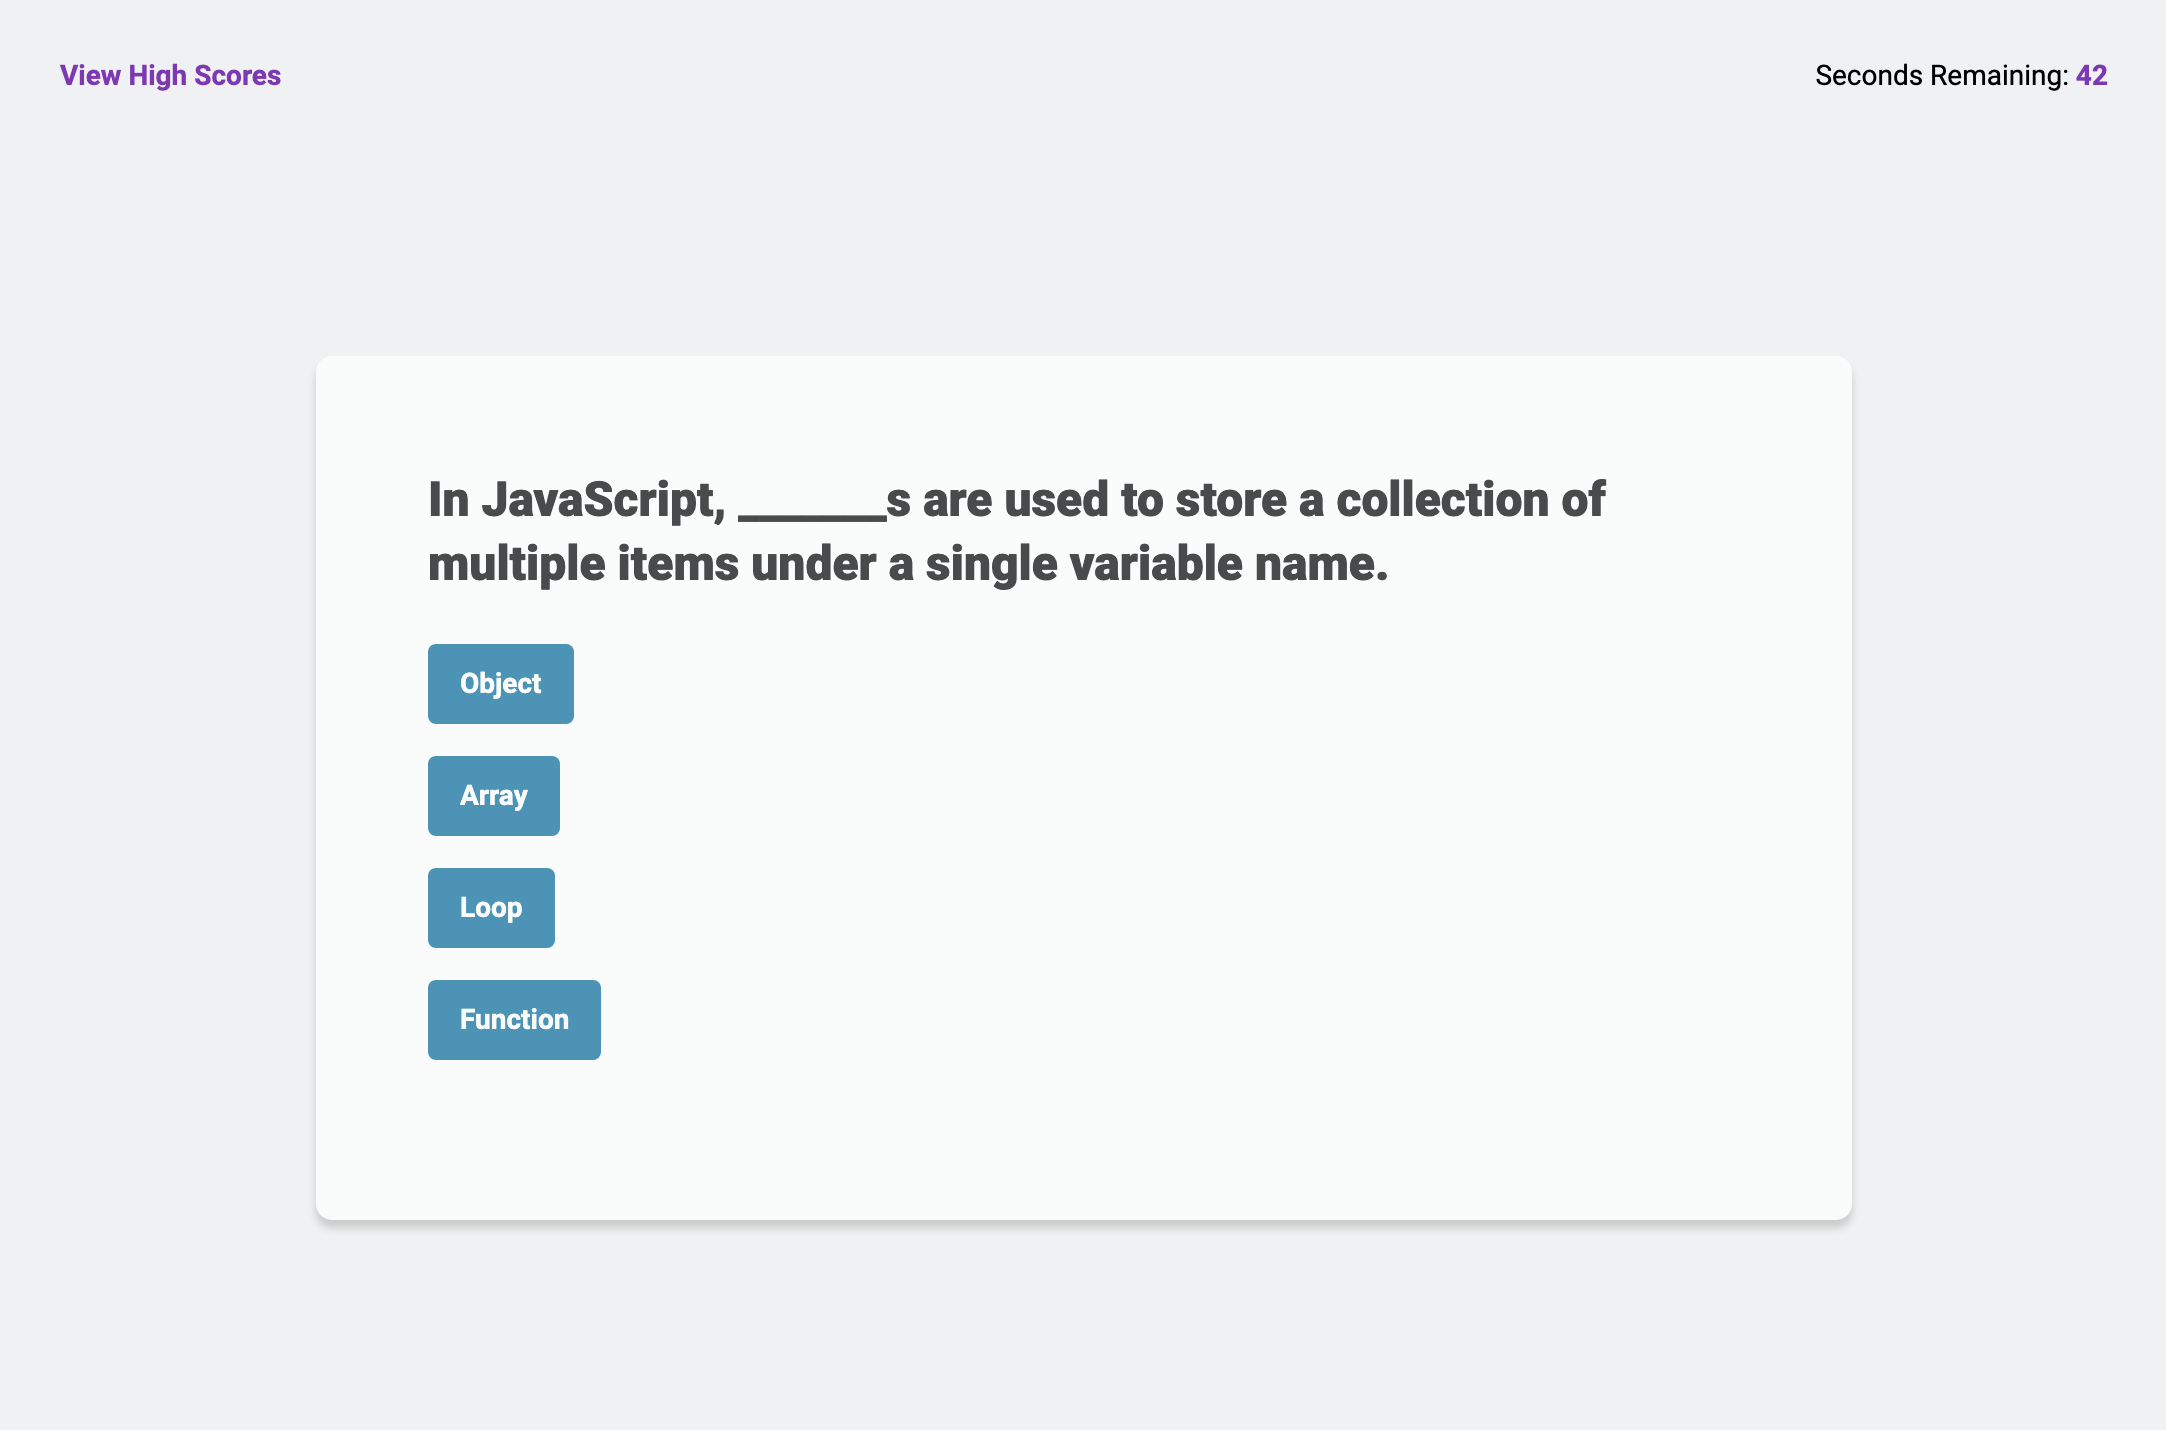 View High Scores
Seconds Remaining: 42
In JavaScript, _______s are used to store a collection of
multiple items under a single variable name.
Object
Array
Loop
Function